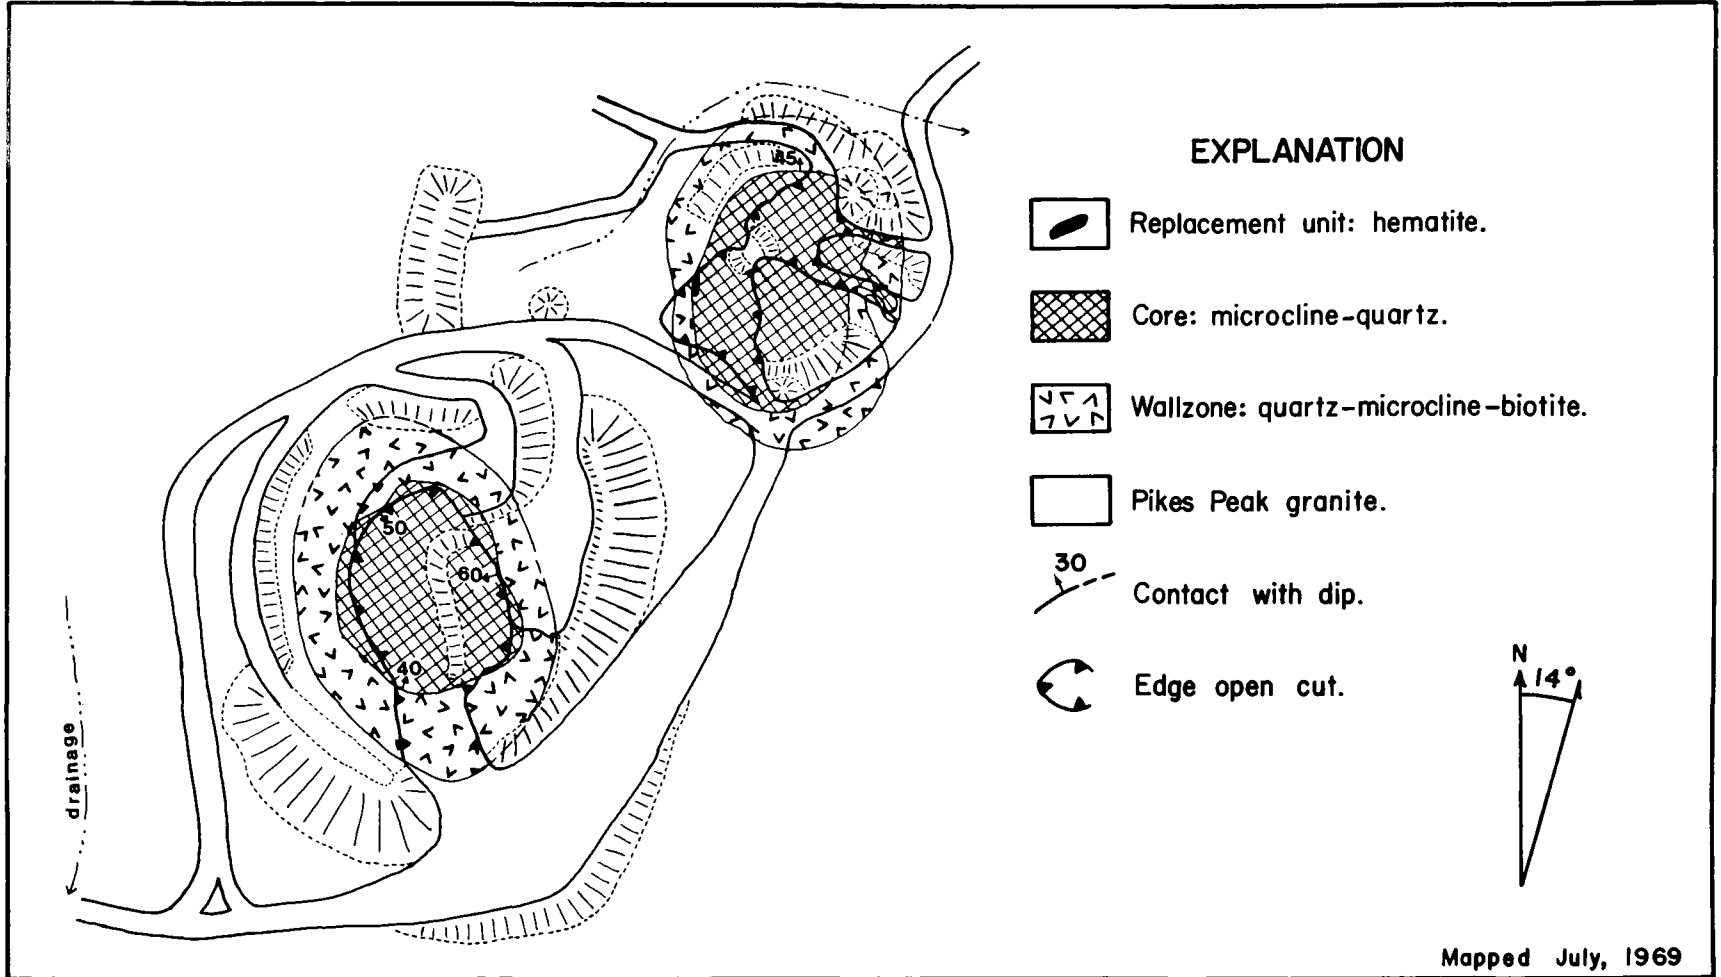 EXPLANATION
Replacement unit: hematite.
Core: microcline-quartz.
Wallzone: quartz-microcline-biotite.
Pikes Peak granite.
30
Contact with dip.
Edge open cut.
45
50
60
40
drainage
N
14°
Mapped July, 1969